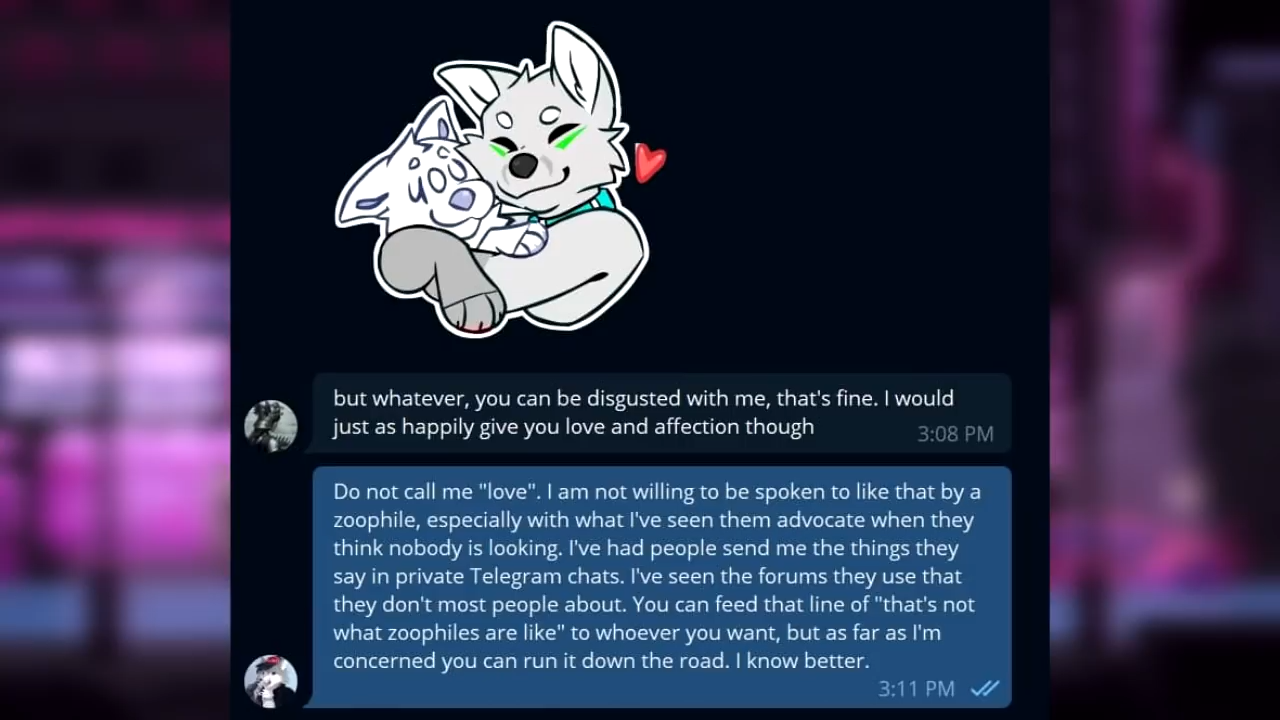 but whatever, you can be disgusted with me, that's fine. I would
just as happily give you love and affection though
3:08 PM
Do not call me "love". I am not willing to be spoken to like that by a
zoophile, especially with what I've seen them advocate when they
think nobody is looking. I've had people send me the things they
say in private Telegram chats. I've seen the forums they use that
they don't most people about. You can feed that line of "that's not
what zoophiles are like" to whoever you want, but as far as I'm
concerned you can run it down the road. I know better.
3:11 PM